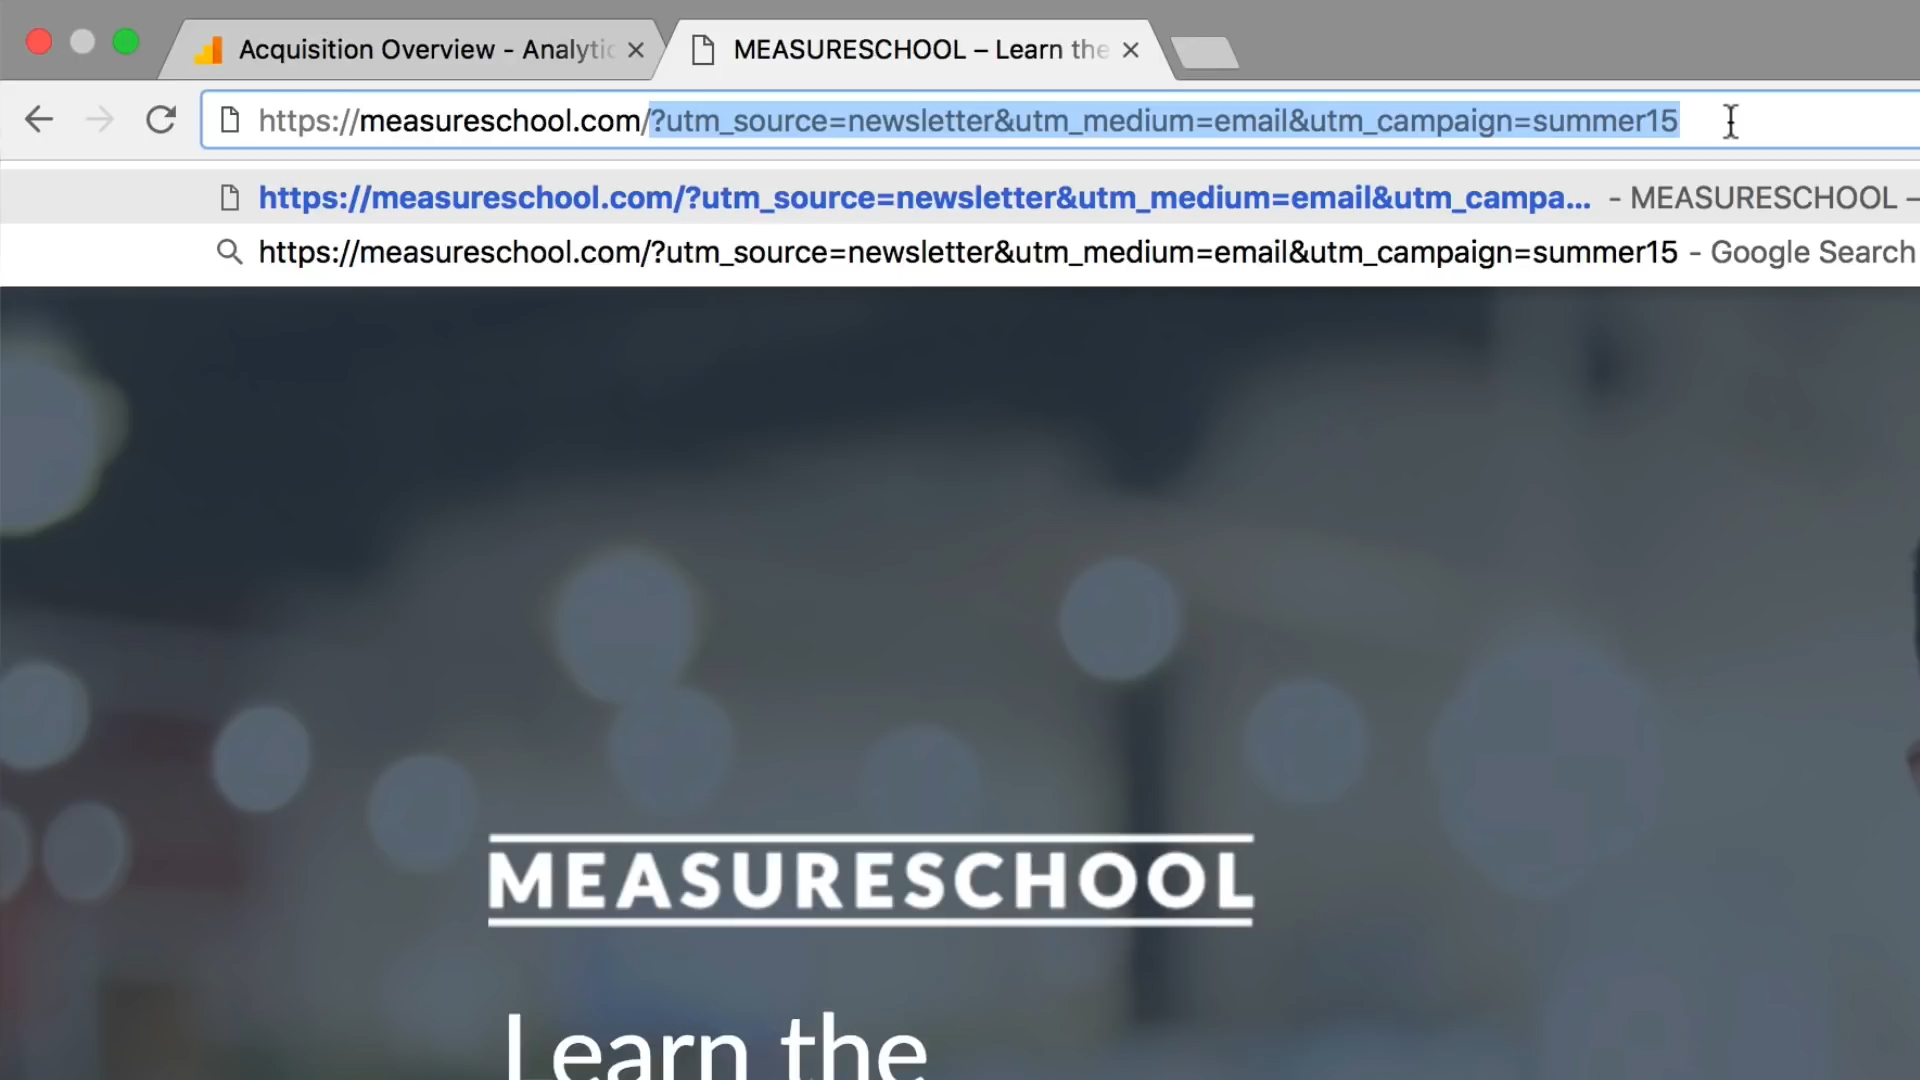 Acquisition Overview - Analytic
MEASURESCHOOL – Learn the
https://measureschool.com/?utm_source=newsletter&utm_medium=email&utm_campaign=summer15
https://measureschool.com/?utm_source=newsletter&utm_medium=email&utm_campa... - MEASURESCHOOL –
https://measureschool.com/?utm_source=newsletter&utm_medium=email&utm_campaign=summer15 - Google Search
MEASURESCHOOL
Learn the